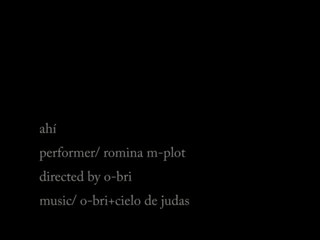 ahí
performer/ romina m-plot
directed by o-bri
music/ o-bri+cielo de judas